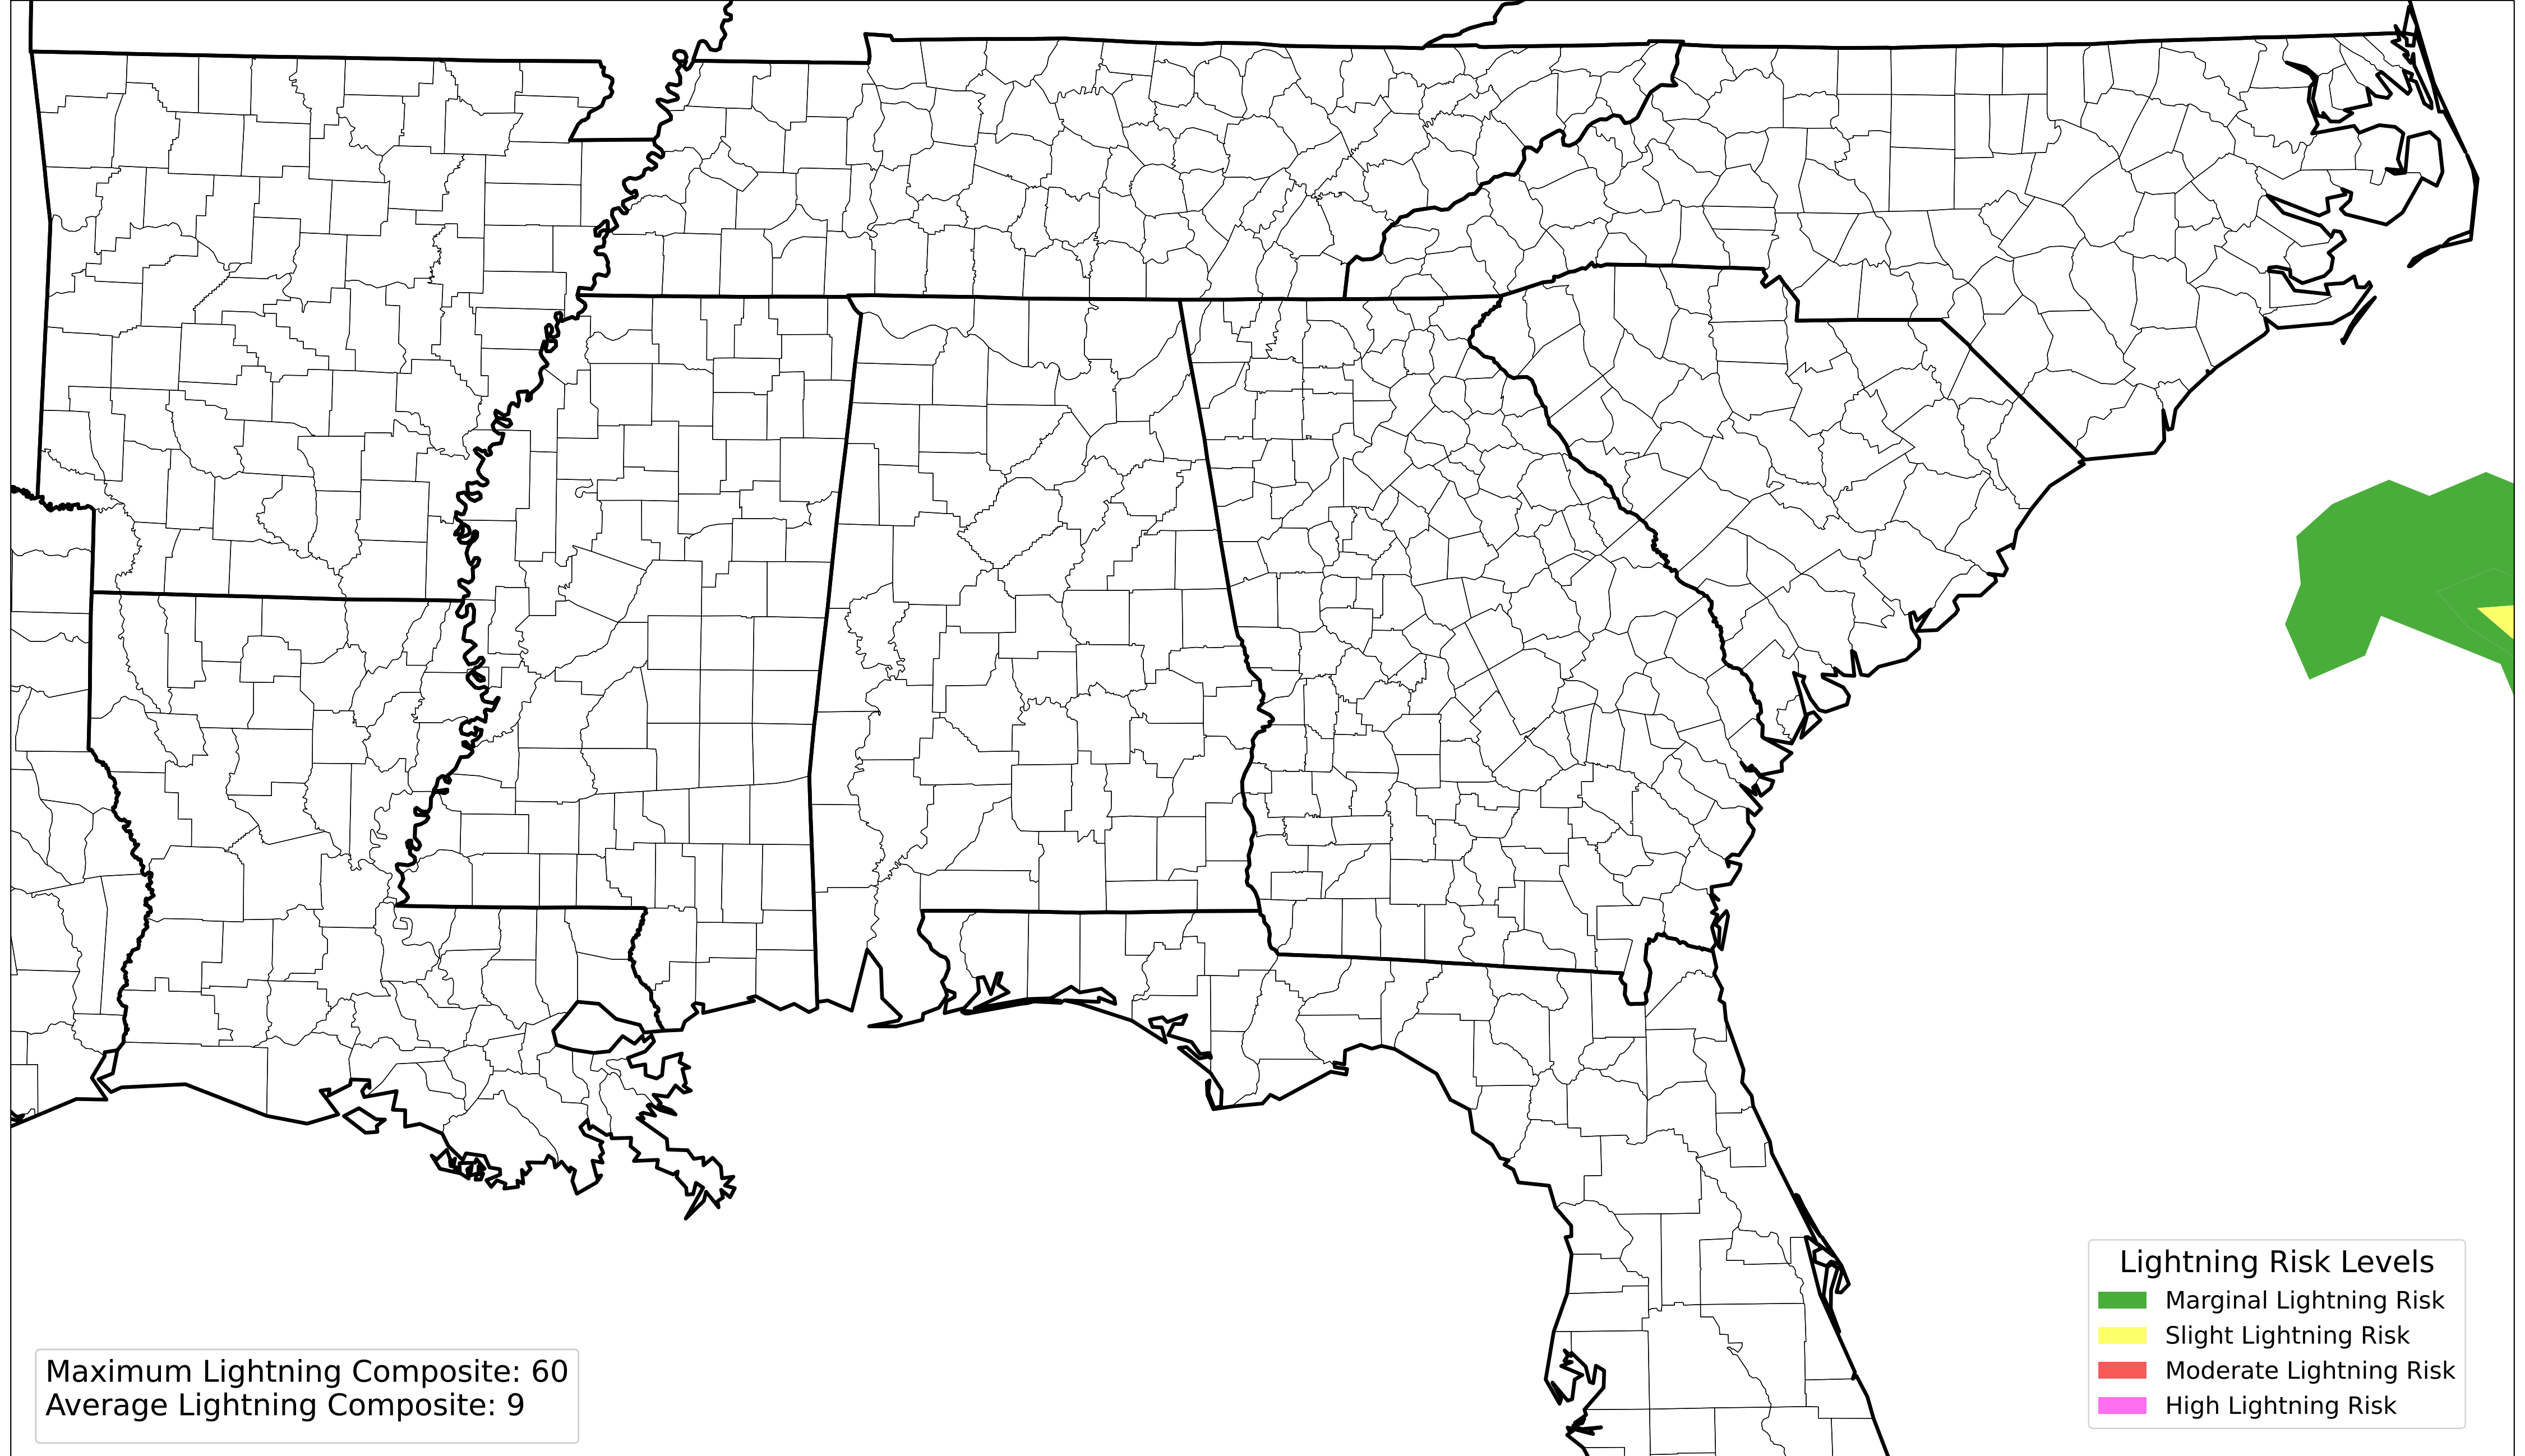 Lightning Risk Levels
Marginal Lightning Risk
Slight Lightning Risk
Moderate Lightning Risk
High Lightning Risk
Maximum Lightning Composite: 60
Average Lightning Composite: 9